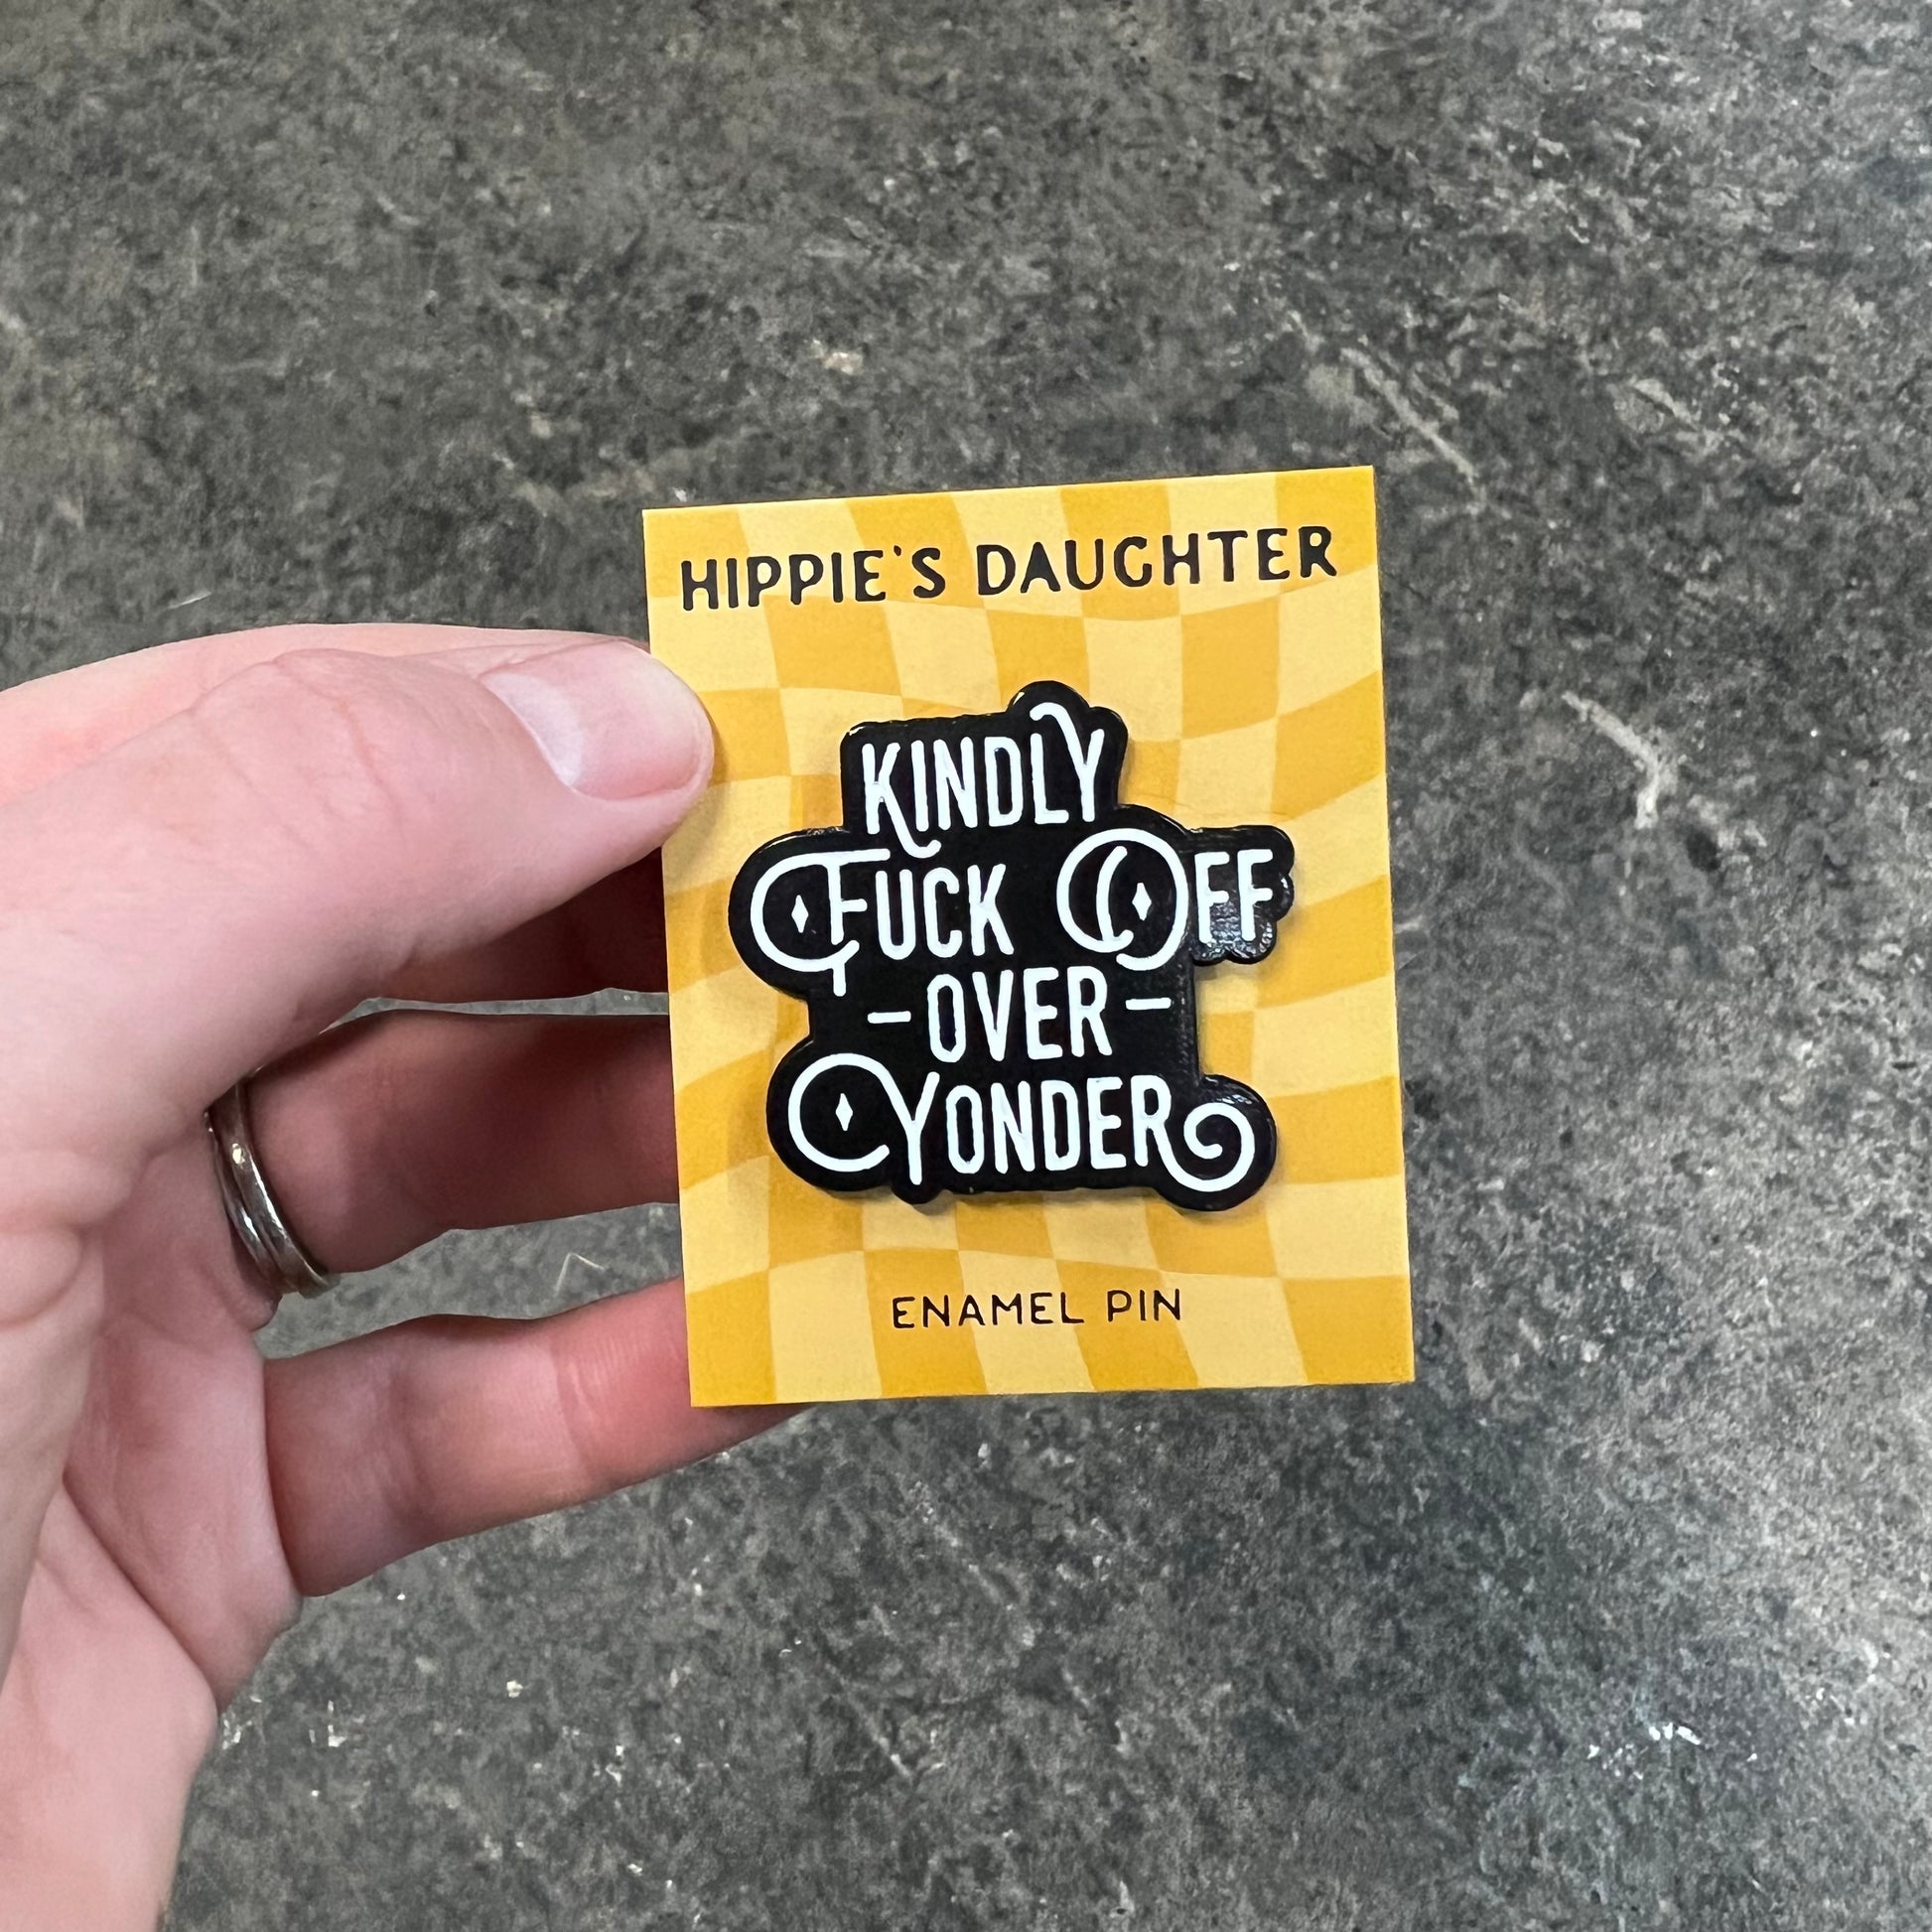 HIPPIE'S DAUGHTER
KINDLY
FUCK OFF
-OVER-
YONDER
ENAMEL PIN